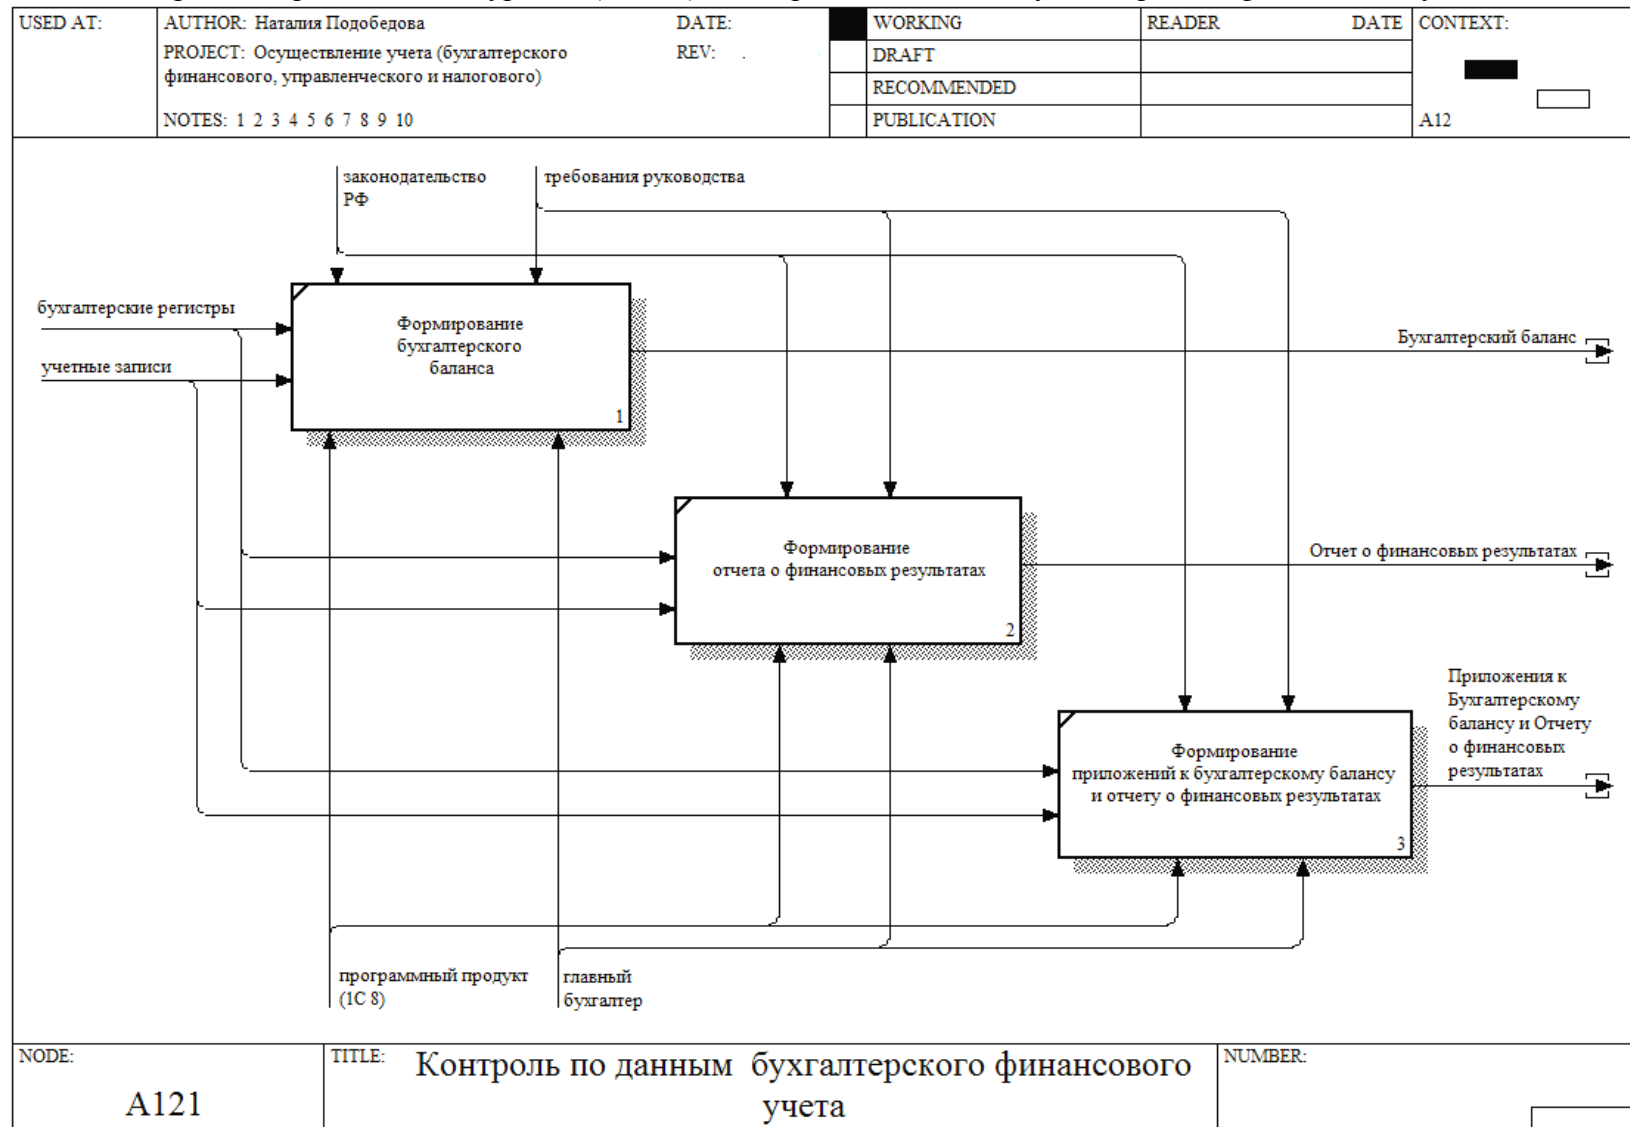 USED AT:
AUTHOR: Наталия Подобедова
DATE:
PROJECT: Осуществление учета (бухгалтерского
финансового, управленческого и налогового)
REV:
NOTES: 1 2 3 4 5 6 7 8 9 10
WORKING
DRAFT
RECOMMENDED
PUBLICATION
READER
DATE
CONTEXT:
A12
законодательство
РФ
требования руководства
бухгалтерские регистры
учетные записи
Формирование
бухгалтерского
баланса
1
Бухгалтерский баланс
Формирование
отчета о финансовых результатах
2
Отчет о финансовых результатах
Формирование
приложений к бухгалтерскому балансу
и отчету о финансовых результатах
3
Приложения к
Бухгалтерскому
балансу и Отчету
о финансовых
результатах
программный продукт
(1С 8)
главный
бухгалтер
NODE:
A121
TITLE:
Контроль по данным бухгалтерского финансового
учета
NUMBER: